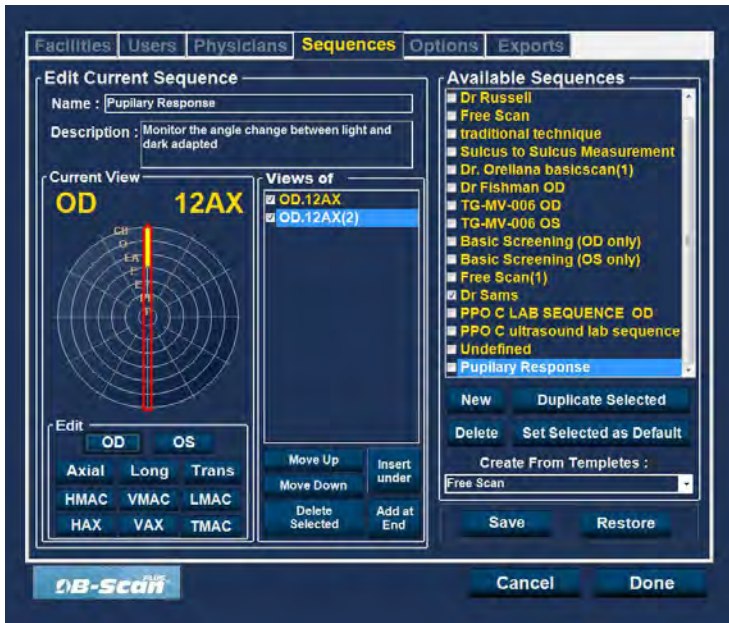 Facilities Users Physicians Sequences Options Exports
Edit Current Sequence
Name : Pupilary Response
Description : Monitor the angle change between light and
dark adapted
Current View
OD 12AX
CB
O
LA
E
Views of
OD.12AX
OD.12AX(2)
Edit
OD OS
Axial Long Trans
HMAC VMAC LMAC
HAX VAX TMAC
Move Up
Move Down
Delete
Selected
Insert
under
Add at
End
Available Sequences
Dr Russell
Free Scan
traditional technique
Sulcus to Sulcus Measurement
Dr. Orellana basicscan(1)
Dr Fishman OD
TG-MV-006 OD
TG-MV-006 OS
Basic Screening (OD only)
Basic Screening (OS only)
Free Scan(1)
Dr Sams
PPO C LAB SEQUENCE OD
PPO C ultrasound lab sequence
Undefined
Pupilary Response
New Duplicate Selected
Delete Set Selected as Default
Create From Templetes :
Free Scan
Save Restore
OB-Scan PLUS
Cancel Done